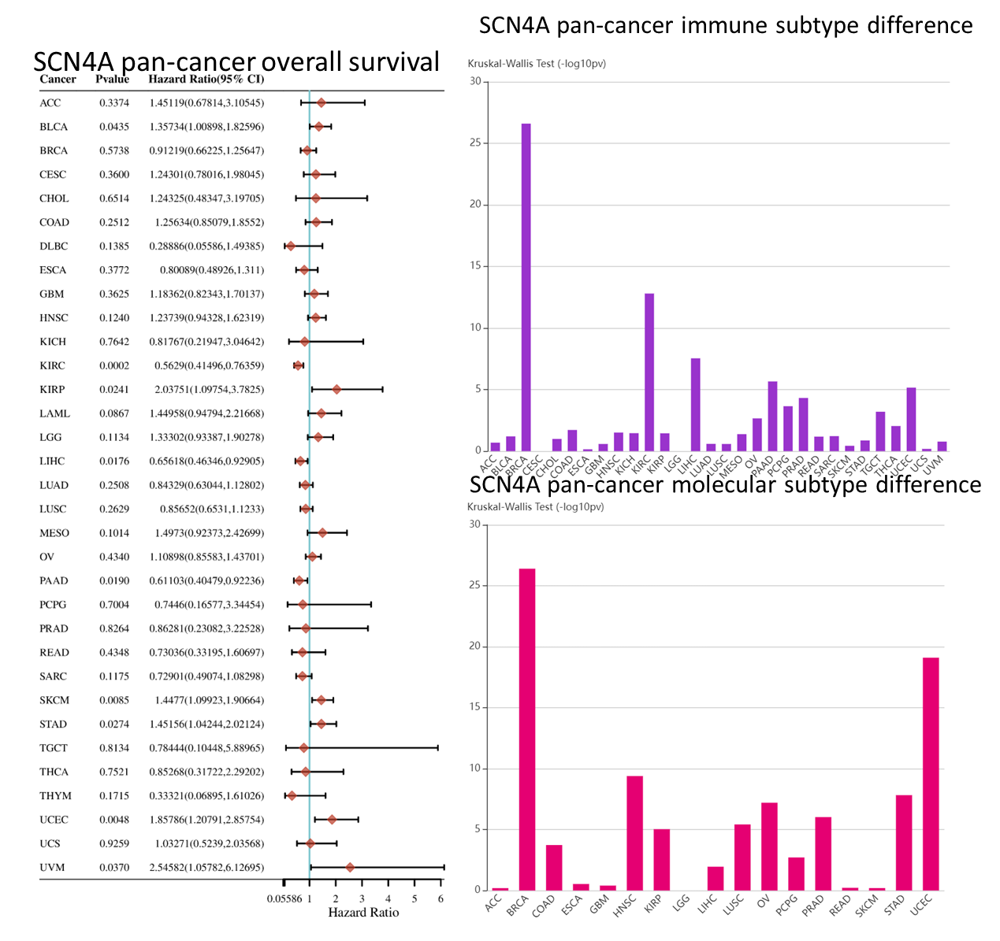 SCN4A pan-cancer overall survival
Cancer Pvalue Hazard Ratio(95% CI)
ACC 0.3374 1.45119(0.67814,3.10545)
BLCA 0.0435 1.35734(1.00898,1.82596)
BRCA 0.5738 0.91219(0.66225,1.25647)
CESC 0.3600 1.24301(0.78016,1.98045)
CHOL 0.6514 1.24325(0.48347,3.19705)
COAD 0.2512 1.25634(0.85079,1.8552)
DLBC 0.1385 0.28886(0.05586,1.49385)
ESCA 0.3772 0.80089(0.48926,1.311)
GBM 0.3625 1.18362(0.82343,1.70137)
HNSC 0.1240 1.23739(0.94328,1.62319)
KICH 0.7642 0.81767(0.21947,3.04642)
KIRC 0.0002 0.5629(0.41496,0.76359)
KIRP 0.0241 2.03751(1.09754,3.7825)
LAML 0.0867 1.44958(0.94794,2.21668)
LGG 0.1134 1.33302(0.93387,1.90278)
LIHC 0.0176 0.65618(0.46346,0.92905)
LUAD 0.2508 0.84329(0.63044,1.12802)
LUSC 0.2629 0.85652(0.6531,1.1233)
MESO 0.1014 1.4973(0.92373,2.42699)
OV 0.4340 1.10898(0.85583,1.43701)
PAAD 0.0190 0.61103(0.40479,0.92236)
PCPG 0.7004 0.7446(0.16577,3.34454)
PRAD 0.8264 0.86281(0.23082,3.22528)
READ 0.4348 0.73036(0.33195,1.60697)
SARC 0.1175 0.72901(0.49074,1.08298)
SKCM 0.0085 1.4477(1.09923,1.90664)
STAD 0.0274 1.45156(1.04244,2.02124)
TGCT 0.8134 0.78444(0.10448,5.88965)
THCA 0.7521 0.85268(0.31722,2.29202)
THYM 0.1715 0.33321(0.06895,1.61026)
UCEC 0.0048 1.85786(1.20791,2.85754)
UCS 0.9259 1.03271(0.5239,2.03568)
UVM 0.0370 2.54582(1.05782,6.12695)
0.05586 1 2 3 4 5 6
Hazard Ratio
SCN4A pan-cancer immune subtype difference
Kruskal-Wallis Test (-log10pv)
30
25
20
15
10
5
0
ACC BLCA BRCA CESC CHOL COAD ESCA GBM HNSC KICH KIRC KIRP LGG LIHC LUAD LUSC MESO OV PAAD PCPG PRAD READ SARC SKCM STAD TGCT THCA UCEC UCS UVM
SCN4A pan-cancer molecular subtype difference
Kruskal-Wallis Test (-log10pv)
30
25
20
15
10
5
0
ACC BRCA COAD ESCA GBM HNSC KIRP LGG LIHC LUSC OV PCPG PRAD READ SKCM STAD UCEC